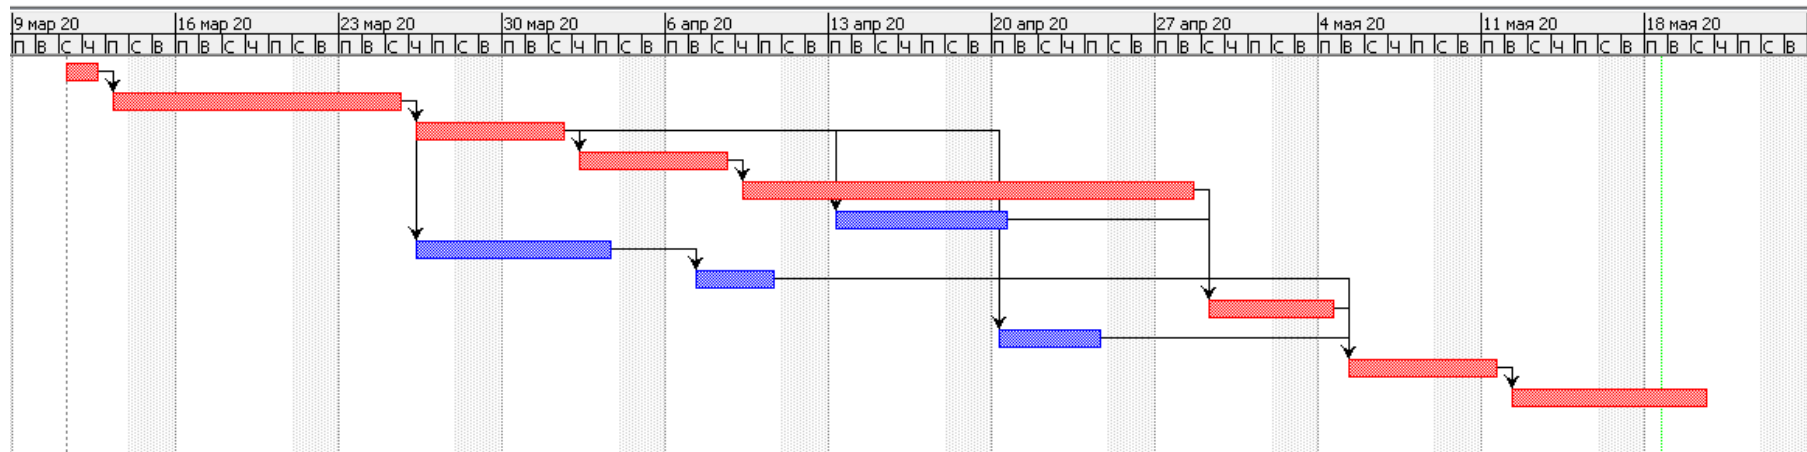 9 мар 20 16 мар 20 23 мар 20 30 мар 20 6 апр 20 13 апр 20 20 апр 20 27 апр 20 4 мая 20 11 мая 20 18 мая 20
П В С Ч П С В П В С Ч П С В П В С Ч П С В П В С Ч П С В П В С Ч П С В П В С Ч П С В П В С Ч П С В П В С Ч П С В П В С Ч П С В П В С Ч П С В П В С Ч П С В